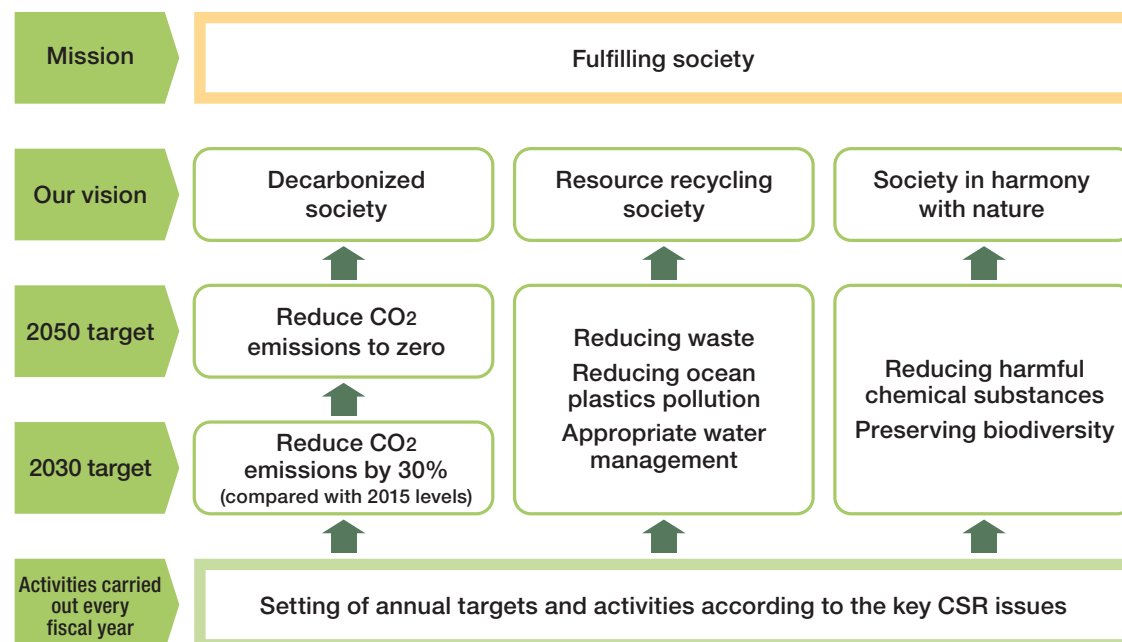 Mission
Fulfilling society
Our vision
Decarbonized
society
Resource recycling
society
Society in harmony
with nature
2050 target
Reduce CO2
emissions to zero
2030 target
Reduce CO2
emissions by 30%
(compared with 2015 levels)
Reducing waste
Reducing ocean
plastics pollution
Appropriate water
management
Reducing harmful
chemical substances
Preserving biodiversity
Activities carried
out every
fiscal year
Setting of annual targets and activities according to the key CSR issues